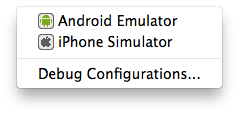 Android Emulator
iPhone Simulator
Debug Configurations...